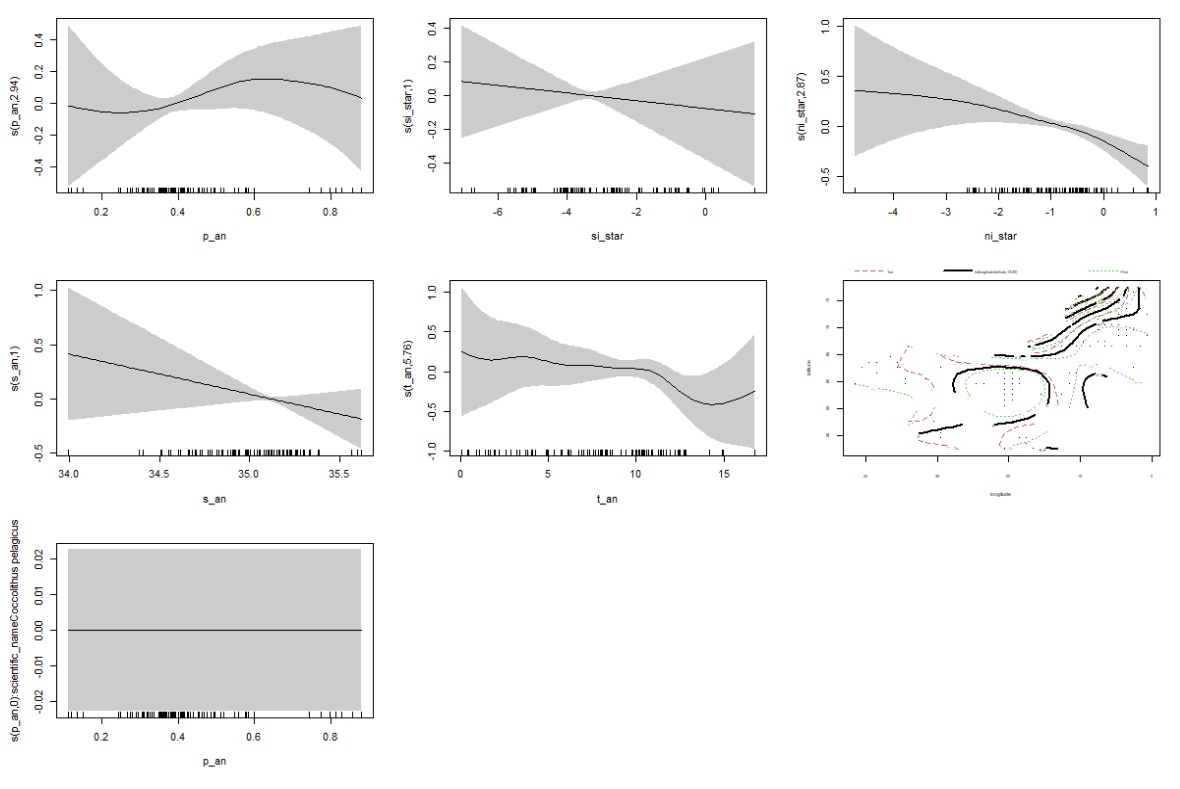 s(p_an,2.94)
0.4
0.2
0.0
-0.2
-0.4
0.2 0.4 0.6 0.8
p_an
s(si_star,1)
0.4
0.2
0.0
-0.2
-0.4
-6 -4 -2 0
si_star
s(ni_star,2.87)
1.0
0.5
0.0
-0.5
-4 -3 -2 -1 0 1
ni_star
s(s_an,1)
1.0
0.5
0.0
-0.5
34.0 34.5 35.0 35.5
s_an
s(t_an,5.76)
1.0
0.5
0.0
-0.5
-1.0
0 5 10 15
t_an
latitude
longitude
s(p_an,0):scientific_nameCoccolithus pelagicus
0.02
0.01
0.00
-0.01
-0.02
0.2 0.4 0.6 0.8
p_an